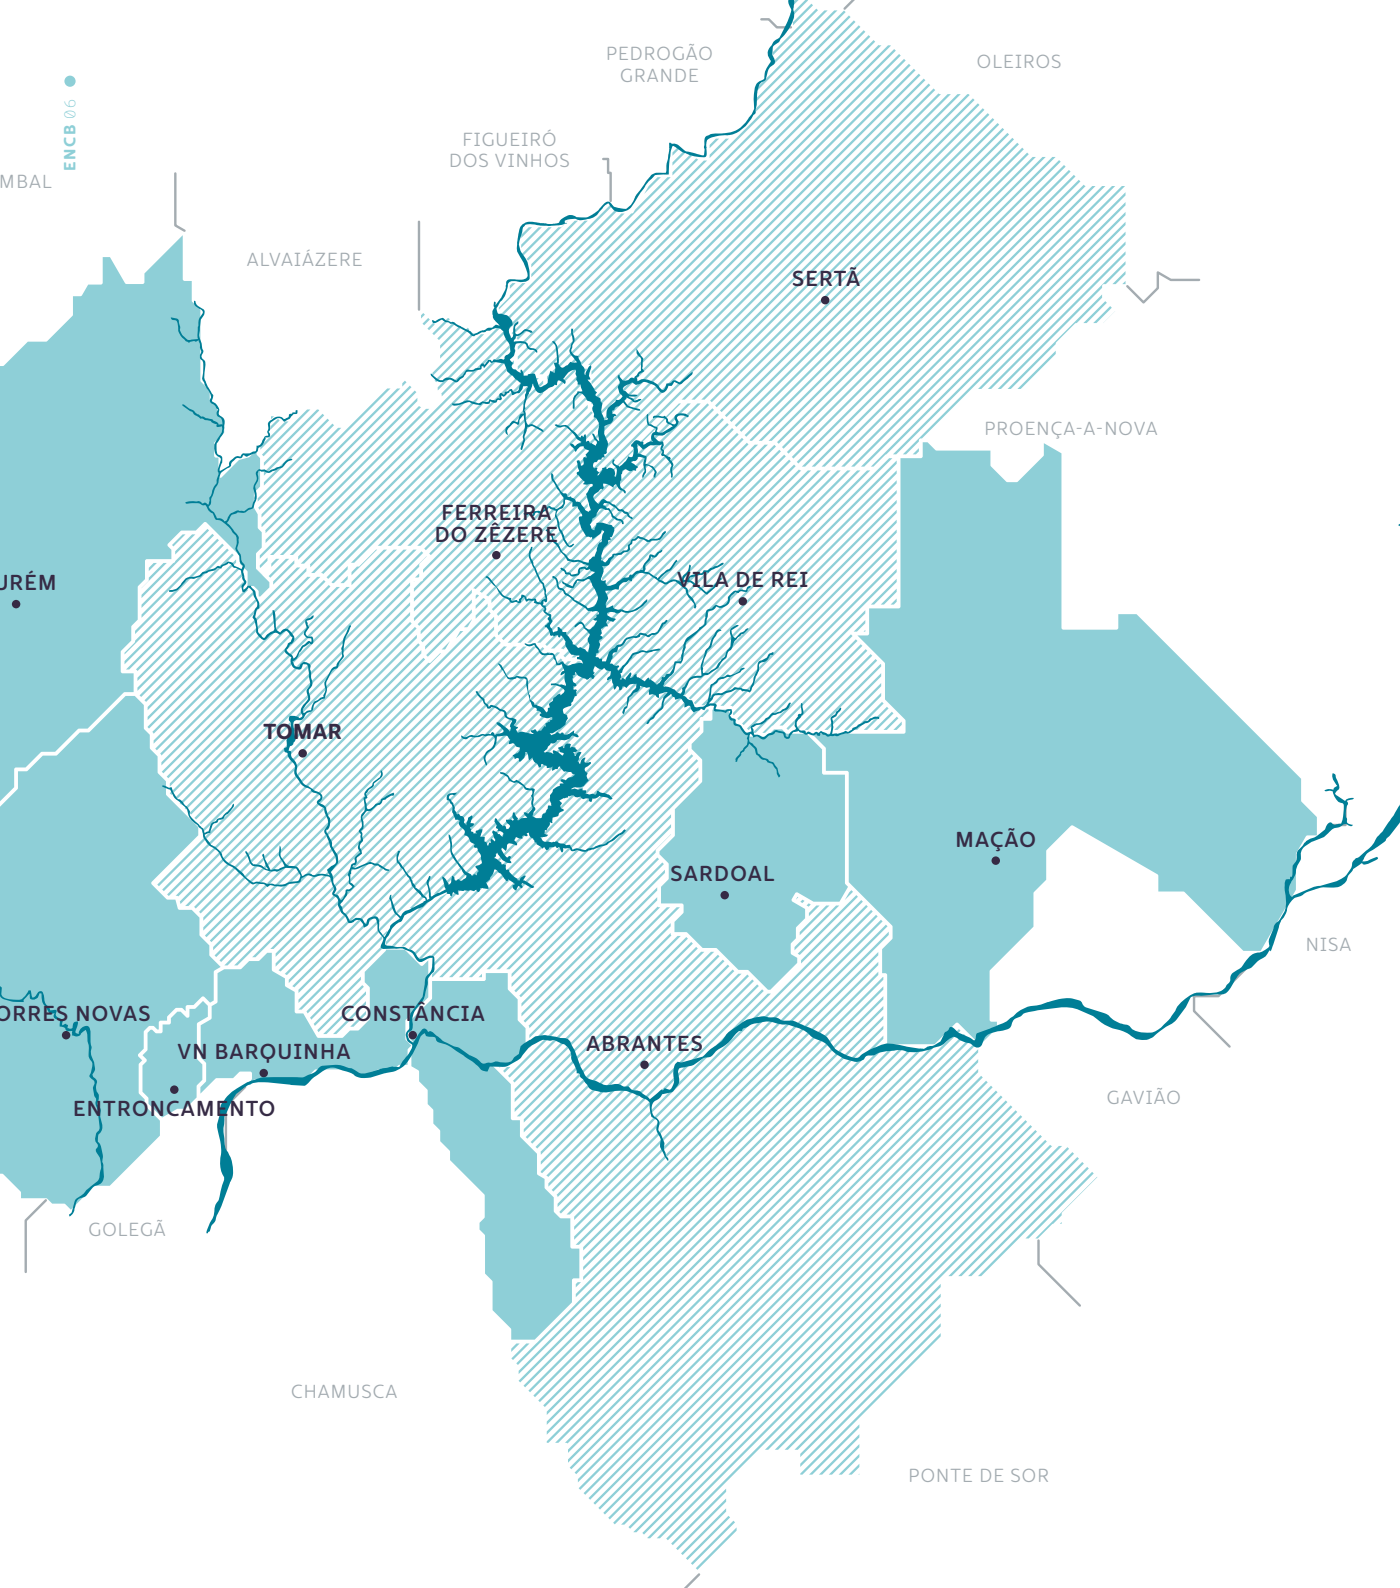 PEDROGÃO
GRANDE
OLEIROS
ENCB 06
FIGUEIRÓ
DOS VINHOS
MBAL
ALVAIÁZERE
SERTÃ
PROENÇA-A-NOVA
FERREIRA
DO ZÊZERE
URÉM
VILA DE REI
TOMAR
MAÇÃO
SARDOAL
NISA
ORRES NOVAS
CONSTÂNCIA
ABRANTES
VN BARQUINHA
GAVIÃO
ENTRONCAMENTO
GOLEGÃ
CHAMUSCA
PONTE DE SOR